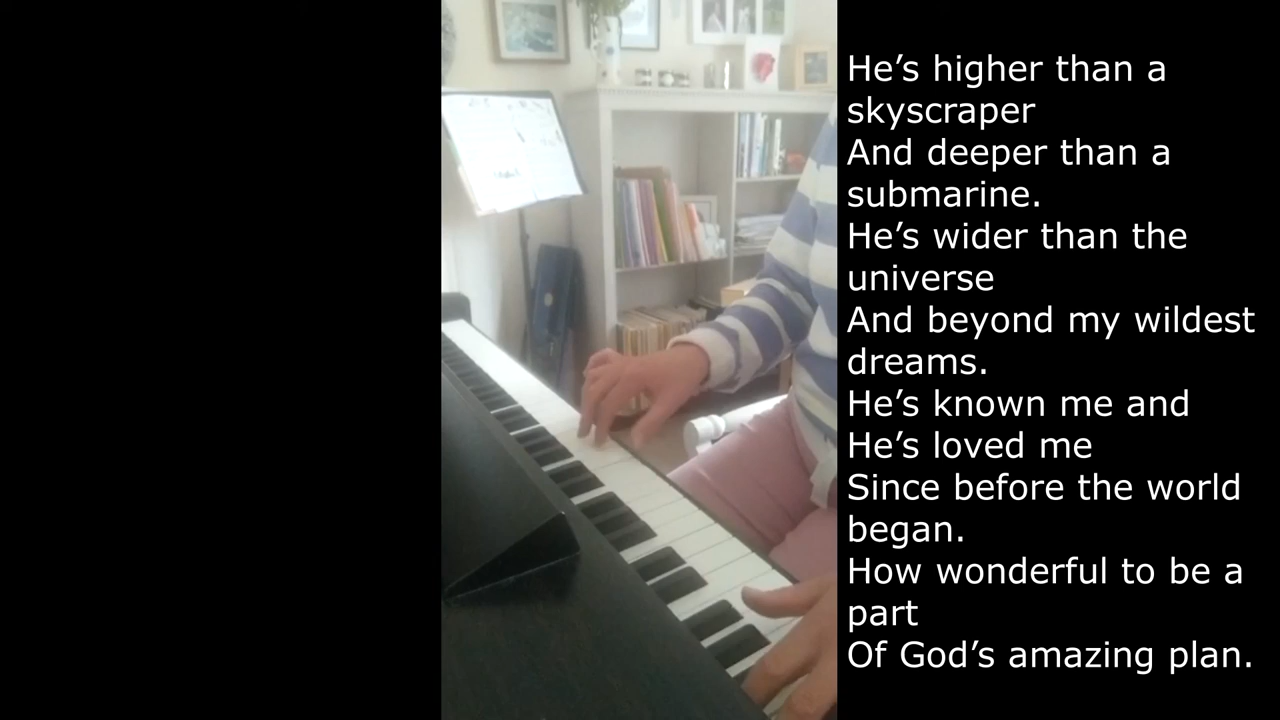 He’s higher than a
skyscraper
And deeper than a
submarine.
He’s wider than the
universe
And beyond my wildest
dreams.
He’s known me and
He’s loved me
Since before the world
began.
How wonderful to be a
part
Of God’s amazing plan.